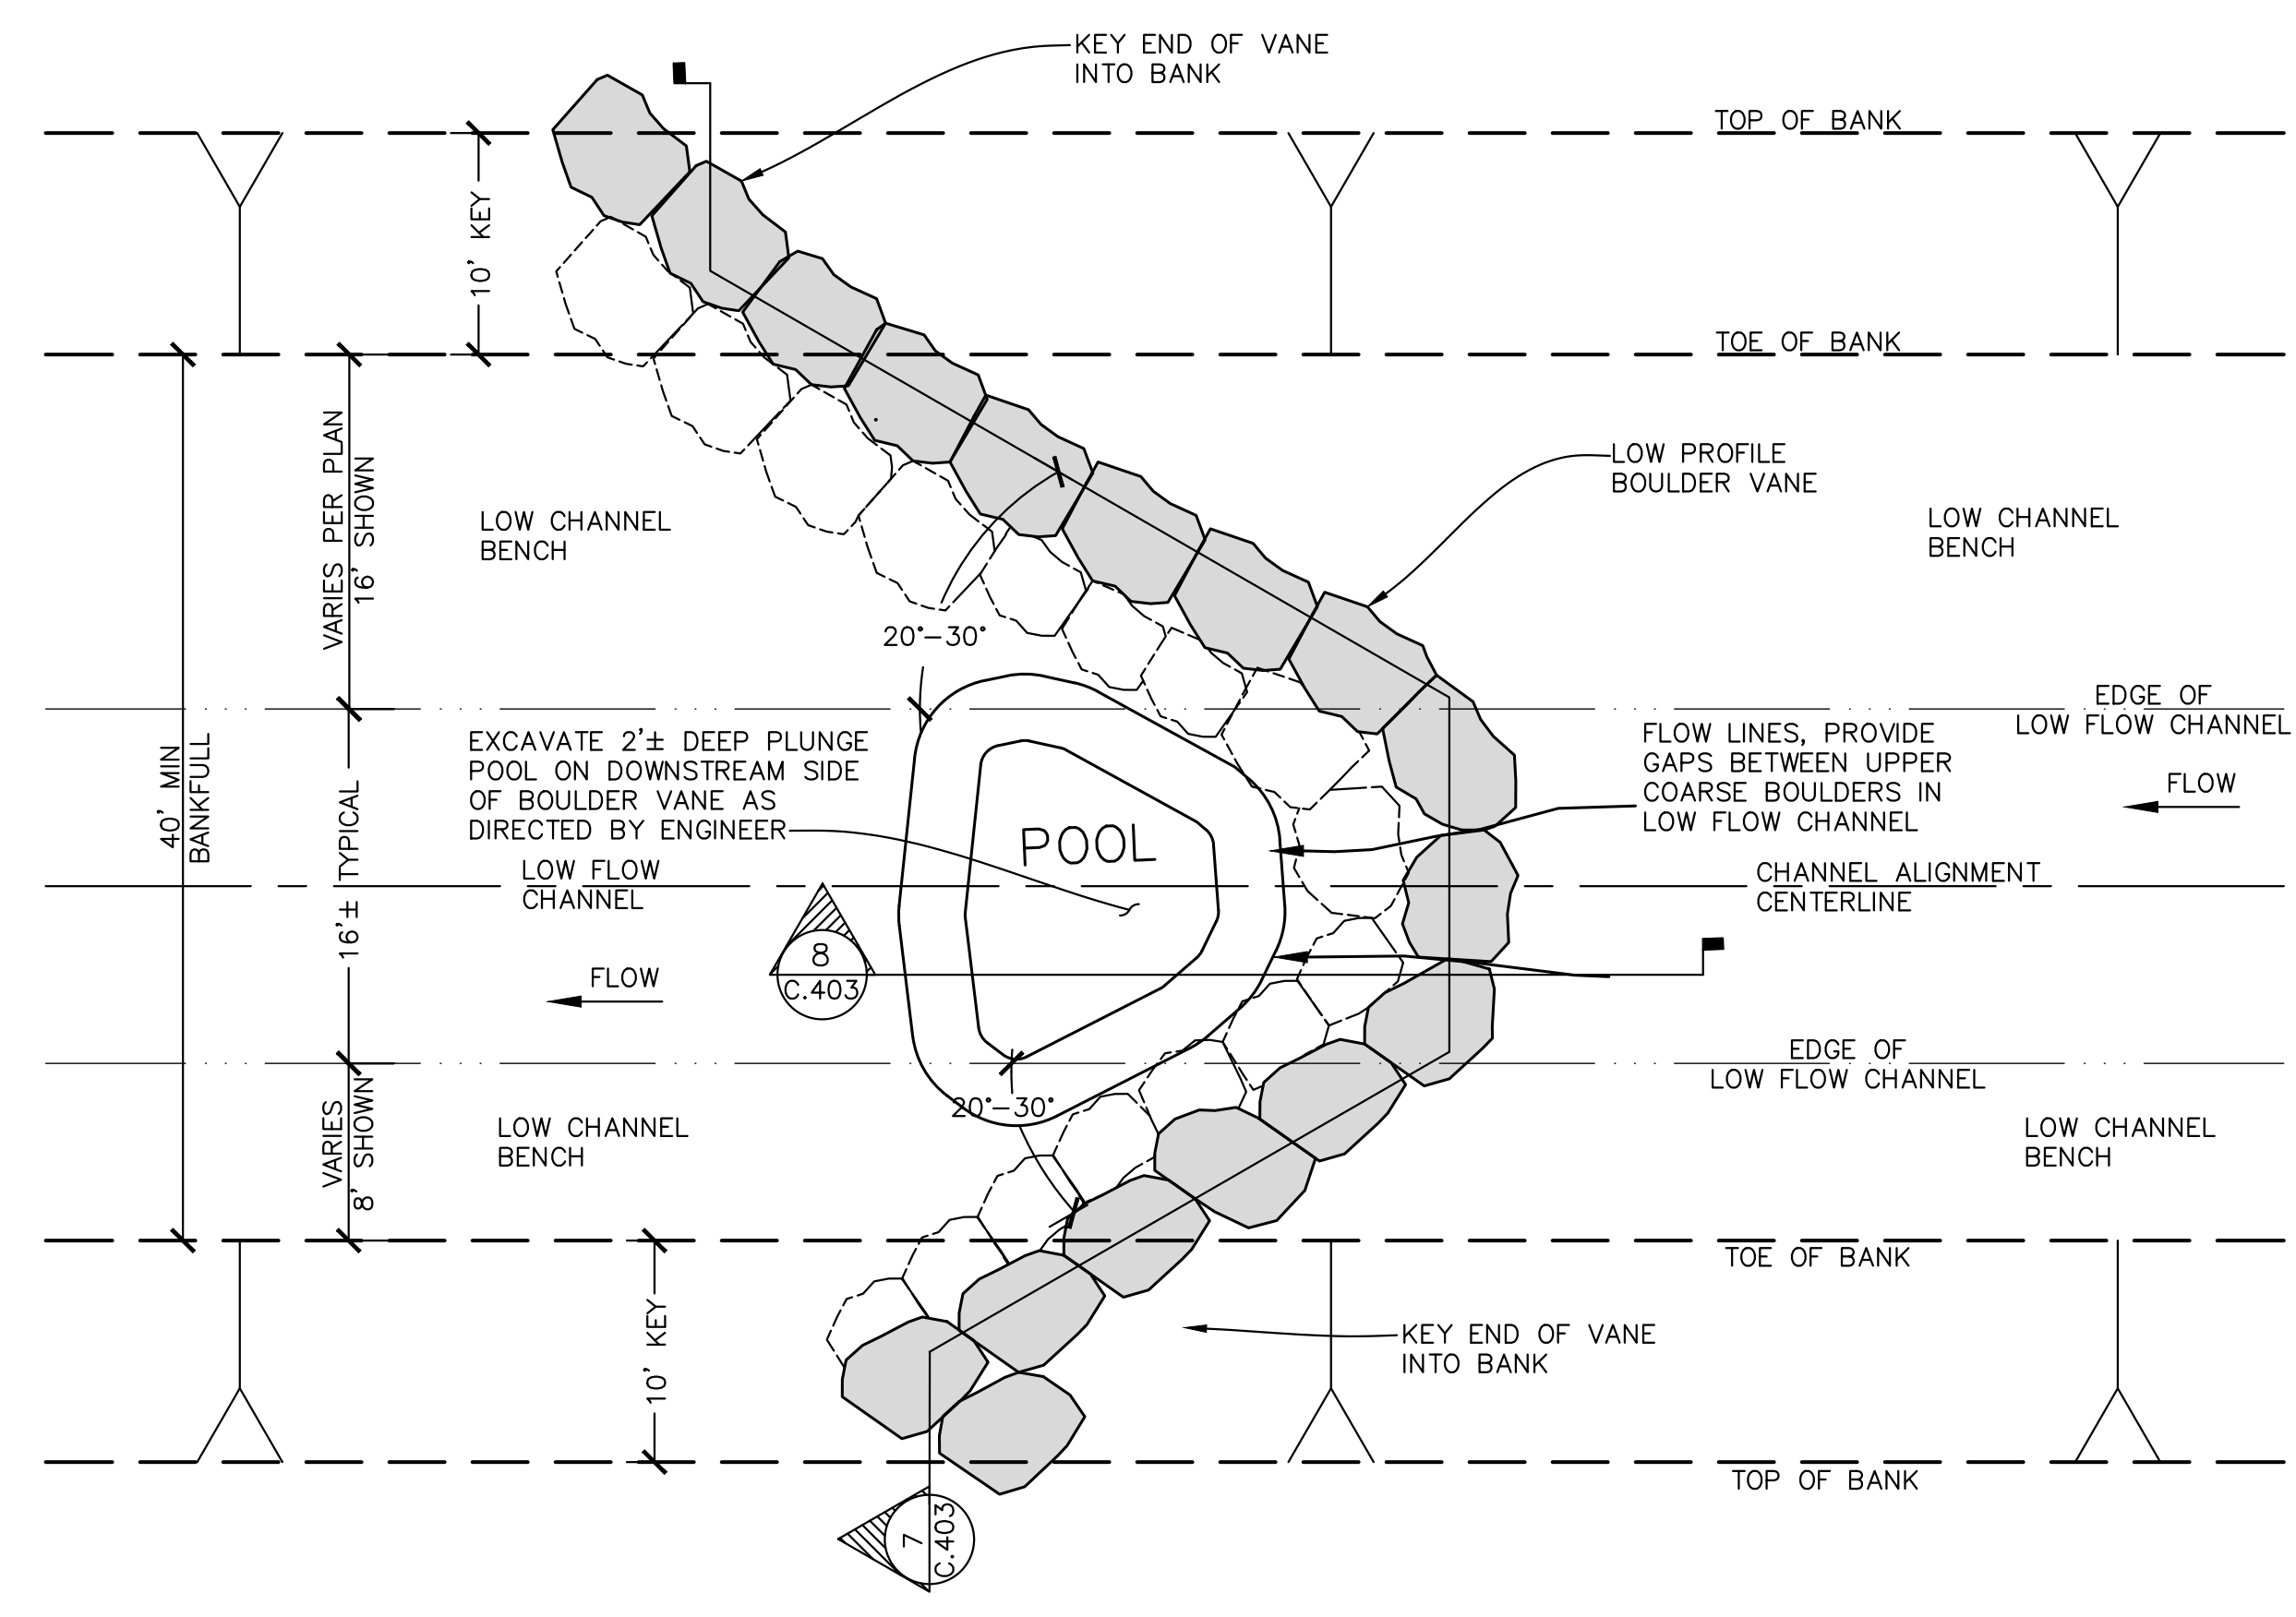 KEY END OF VANE
INTO BANK
TOP OF BANK
10' KEY
TOE OF BANK
VARIES PER PLAN
16' SHOWN
LOW CHANNEL
BENCH
LOW PROFILE
BOULDER VANE
LOW CHANNEL
BENCH
20°-30°
EDGE OF
LOW FLOW CHANNEL
EXCAVATE 2'± DEEP PLUNGE
POOL ON DOWNSTREAM SIDE
OF BOULDER VANE AS
DIRECTED BY ENGINEER
FLOW LINES, PROVIDE
GAPS BETWEEN UPPER
COARSE BOULDERS IN
LOW FLOW CHANNEL
FLOW
40' MIN
BANKFULL
16'± TYPICAL
POOL
LOW FLOW
CHANNEL
CHANNEL ALIGNMENT
CENTERLINE
8
C.403
FLOW
EDGE OF
LOW FLOW CHANNEL
20°-30°
VARIES
8' SHOWN
LOW CHANNEL
BENCH
LOW CHANNEL
BENCH
TOE OF BANK
10' KEY
KEY END OF VANE
INTO BANK
TOP OF BANK
7
C.403